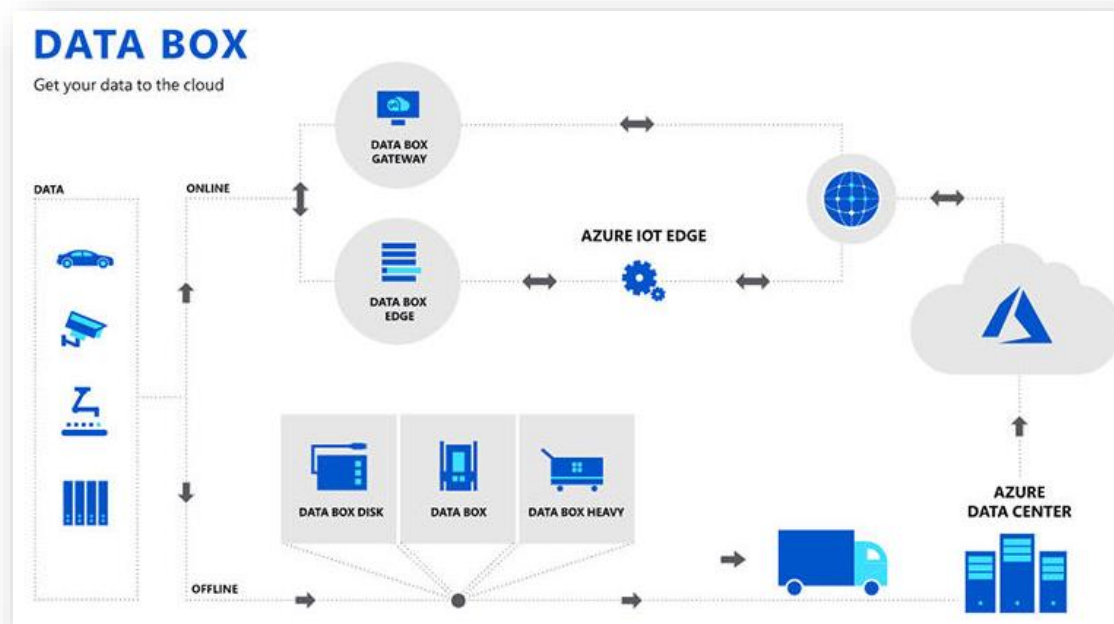 DATA BOX
Get your data to the cloud
DATA
ONLINE
DATA BOX
GATEWAY
DATA BOX
EDGE
AZURE IOT EDGE
DATA BOX DISK
DATA BOX
DATA BOX HEAVY
AZURE
DATA CENTER
OFFLINE